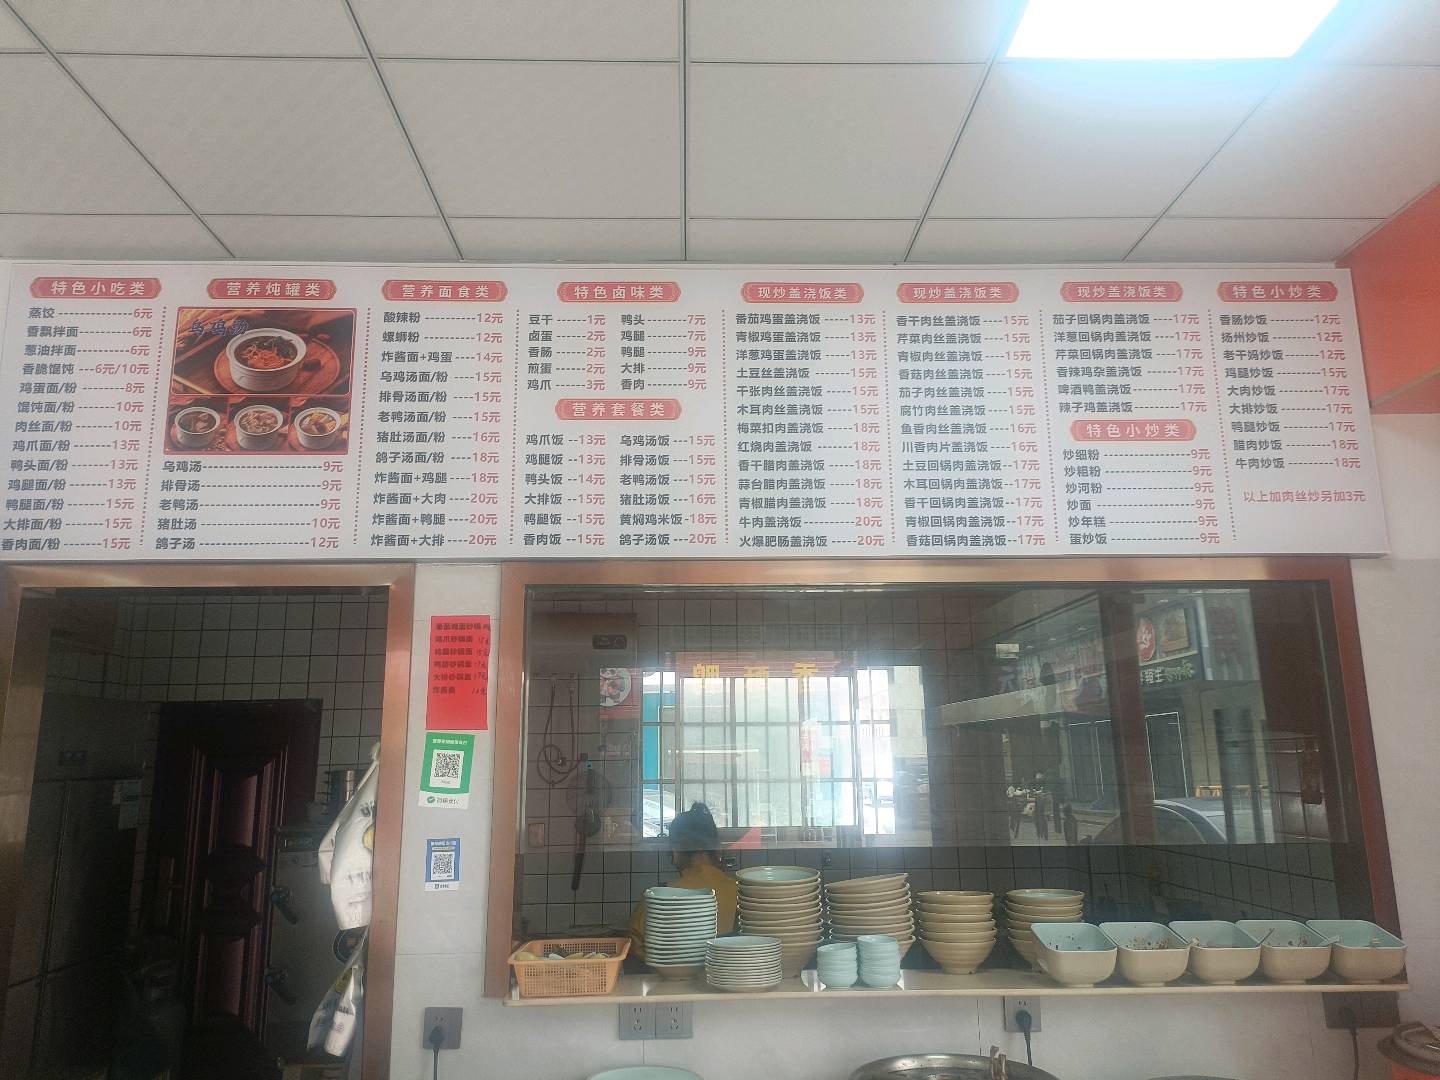 特色小吃类
蒸饺-----------6元
香飘拌面--------6元
葱油拌面---------6元
香脆馄饨 ---6元/10元
鸡蛋面/粉 --------8元
馄饨面/粉 --------10元
肉丝面/粉 -------10元
鸡爪面/粉 -------13元
鸭头面/粉 -------13元
鸡腿面/粉 -------13元
鸭腿面/粉 -------15元
大排面/粉 -------15元
香肉面/粉 -------15元
营养炖罐类
乌鸡汤
乌鸡汤--------------------9元
排骨汤--------------------9元
老鸭汤--------------------9元
猪肚汤 -------------------10元
鸽子汤 -------------------12元
营养面食类
酸辣粉 ---------12元
螺蛳粉 ---------12元
炸酱面+鸡蛋 ---14元
乌鸡汤面/粉 ----15元
排骨汤面/粉 ----15元
老鸭汤面/粉 ----15元
猪肚汤面/粉 ----16元
鸽子汤面/粉 ----18元
炸酱面+鸡腿 ----18元
炸酱面+大肉 ----20元
炸酱面+鸭腿 ----20元
炸酱面+大排 ----20元
特色卤味类
豆干 -----1元
卤蛋 -----2元
香肠 -----2元
煎蛋 -----2元
鸡爪 -----3元
鸭头 ------7元
鸡腿 ------7元
鸭腿 ------9元
大排 ------9元
香肉 ------9元
营养套餐类
鸡爪饭 --13元
鸡腿饭 --13元
鸭头饭 --14元
大排饭 --15元
鸭腿饭 --15元
香肉饭 --15元
乌鸡汤饭 ---15元
排骨汤饭 ---15元
老鸭汤饭 ---15元
猪肚汤饭 ---16元
黄焖鸡米饭-18元
鸽子汤饭 ---20元
现炒盖浇饭类
番茄鸡蛋盖浇饭 ----13元
青椒鸡蛋盖浇饭 ----13元
洋葱鸡蛋盖浇饭 ----13元
土豆丝盖浇饭 ------15元
干张肉丝盖浇饭 ----15元
木耳肉丝盖浇饭 ----15元
梅菜扣肉盖浇饭 ----18元
红烧肉盖浇饭 ------18元
香干腊肉盖浇饭 ----18元
蒜台腊肉盖浇饭 ----18元
青椒腊肉盖浇饭 ----18元
牛肉盖浇饭 --------20元
火爆肥肠盖浇饭 ----20元
现炒盖浇饭类
香干肉丝盖浇饭 ----15元
芹菜肉丝盖浇饭 ----15元
青椒肉丝盖浇饭 ----15元
香菇肉丝盖浇饭 ----15元
茄子肉丝盖浇饭 ----15元
腐竹肉丝盖浇饭 ----15元
鱼香肉丝盖浇饭 ----16元
川香肉片盖浇饭 ----16元
土豆回锅肉盖浇饭--17元
木耳回锅肉盖浇饭--17元
香干回锅肉盖浇饭--17元
青椒回锅肉盖浇饭--17元
香菇回锅肉盖浇饭--17元
现炒盖浇饭类
茄子回锅肉盖浇饭 ---17元
洋葱回锅肉盖浇饭 ---17元
芹菜回锅肉盖浇饭 ---17元
香辣鸡杂盖浇饭 -----17元
啤酒鸭盖浇饭 -------17元
辣子鸡盖浇饭--------17元
特色小炒类
炒细粉 ----------------9元
炒粗粉 ----------------9元
炒河粉 ----------------9元
炒面 ------------------9元
炒年糕 ----------------9元
蛋炒饭 ----------------9元
特色小炒类
香肠炒饭 --------12元
扬州炒饭 --------12元
老干妈炒饭 ------12元
鸡腿炒饭 --------15元
大肉炒饭 --------17元
大排炒饭 --------17元
鸭腿炒饭 --------17元
腊肉炒饭 --------18元
牛肉炒饭 --------18元
以上加肉丝炒另加3元